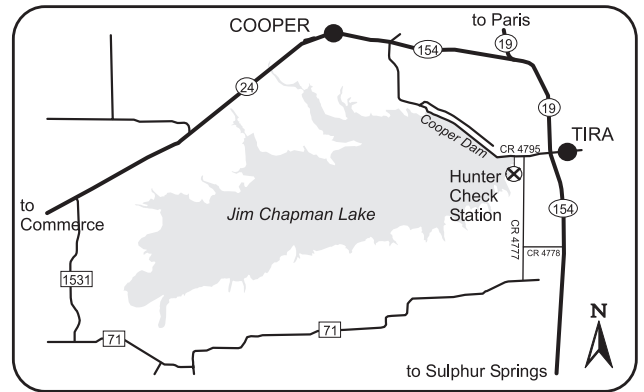 to Paris
COOPER
154
19
24
19
Cooper Dam
CR 4795
TIRA
Hunter
Check
Station
to
Commerce
Jim Chapman Lake
154
CR 4777
CR 4778
1531
71
71
N
to Sulphur Springs